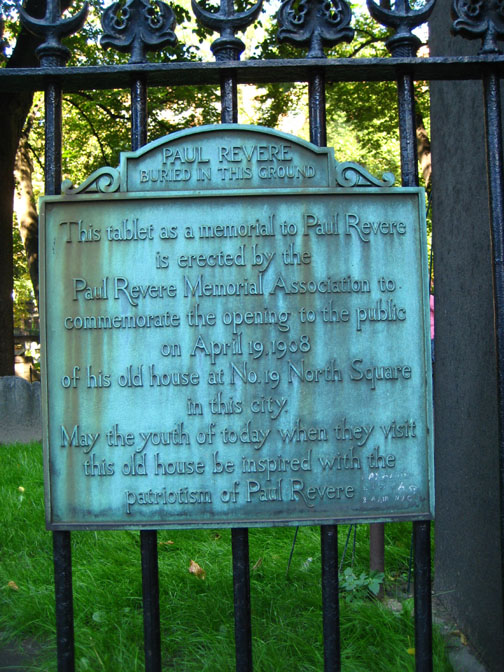 PAUL REVERE
BURIED IN THIS GROUND
This tablet as a memorial to Paul Revere
is erected by the
Paul Revere Memorial Association to
commemorate the opening to the public
on April 19, 1908
of his old house at No. 19 North Square
in this city.
May the youth of today when they visit
this old house be inspired with the
patriotism of Paul Revere